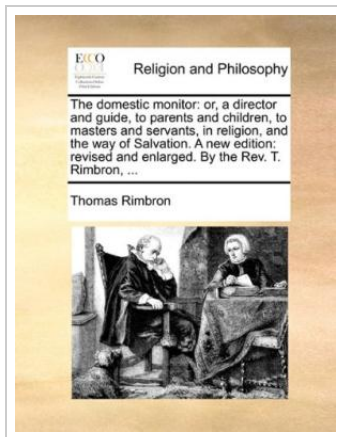 ECCO
Religion and Philosophy
The domestic monitor: or, a director
and guide, to parents and children, to
masters and servants, in religion, and
the way of Salvation. A new edition:
revised and enlarged. By the Rev. T.
Rimbron, ...
Thomas Rimbron